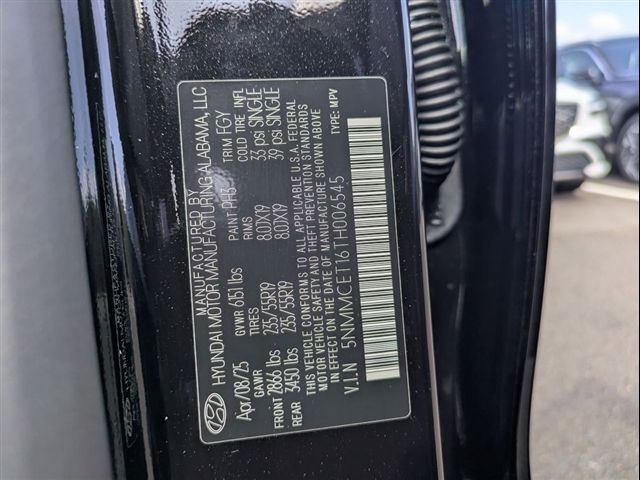 MANUFACTURED BY
HYUNDAI MOTOR MANUFACTURING ALABAMA, LLC
Apr/08/25 GVWR 6151 lbs PAINT PH3 TRIM FGY
GAWR TIRES RIMS COLD TIRE INFL
FRONT 2866 lbs 235/55R19 8.0JX19 33 psi SINGLE
REAR 3450 lbs 235/55R19 8.0JX19 39 psi SINGLE
THIS VEHICLE CONFORMS TO ALL APPLICABLE U.S.A. FEDERAL
MOTOR VEHICLE SAFETY AND THEFT PREVENTION STANDARDS
IN EFFECT ON THE DATE OF MANUFACTURE SHOWN ABOVE
V.I.N 5NMMCET16TH006545 TYPE: MPV